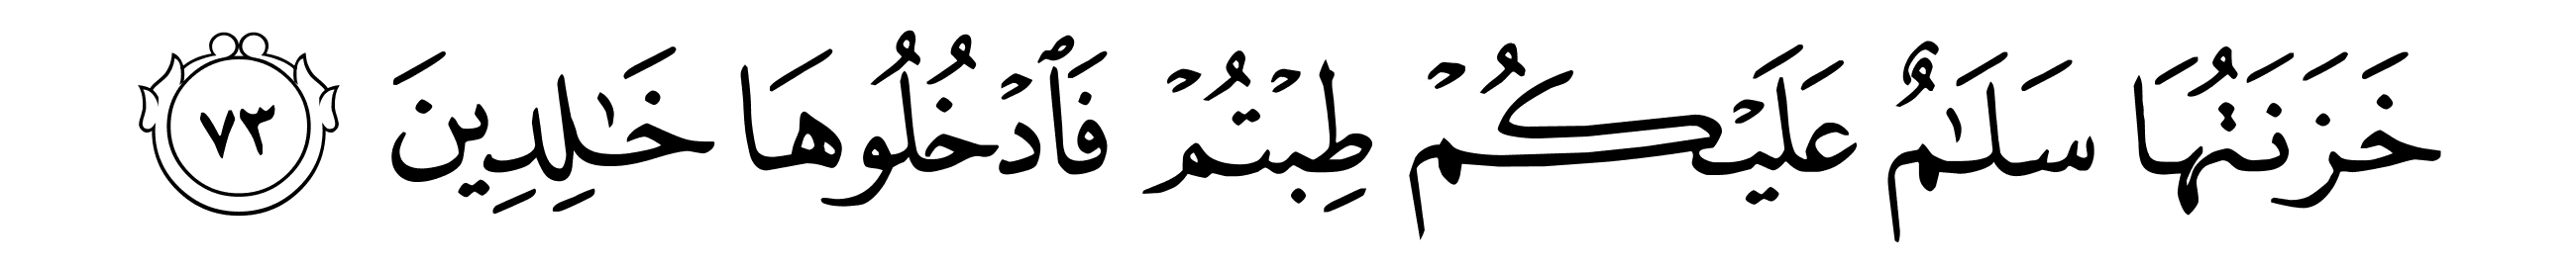 خَزَنَتُهَا سَلَٰمٌ عَلَيْكُمْ طِبْتُمْ فَٱدْخُلُوهَا خَٰلِدِينَ ٧٣